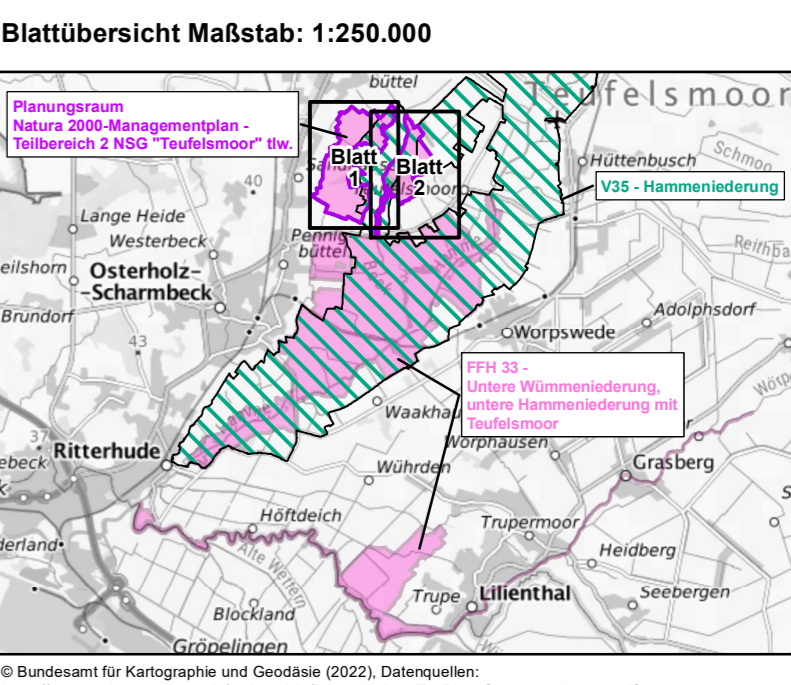 Blattübersicht Maßstab: 1:250.000
büttel
Teufelsmoor
Planungsraum
Natura 2000-Managementplan -
Teilbereich 2 NSG "Teufelsmoor" tlw.
Blatt
1
Blatt
2
Hüttenbusch
Schmoo
40
V35 - Hammeniederung
Lange Heide
Westerbeck
Pennig
büttel
Reithba
eilshorn
Osterholz-
-Scharmbeck
Brundorf
Adolphsdorf
43
Worpswede
FFH 33 -
Untere Wümmeniederung,
untere Hammeniederung mit
Teufelsmoor
Waakhau
Wörp
37
Ritterhude
Worphausen
ebeck
Grasberg
Wührden
Höftdeich
Trupermoor
derland
Alte Wettern
Heidberg
Trupe
Lilienthal
Seebergen
Blockland
Gröpelingen
© Bundesamt für Kartographie und Geodäsie (2022), Datenquellen: